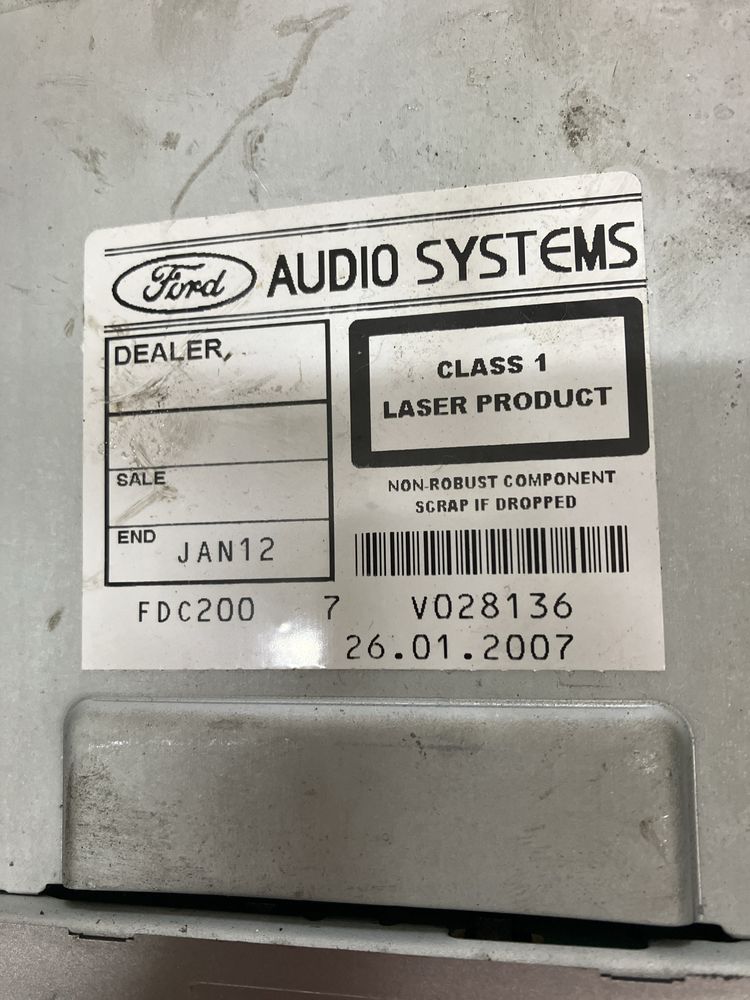 Ford AUDIO SYSTEMS
DEALER
SALE
END JAN12
CLASS 1
LASER PRODUCT
NON-ROBUST COMPONENT
SCRAP IF DROPPED
FDC200 7 V028136
26.01.2007